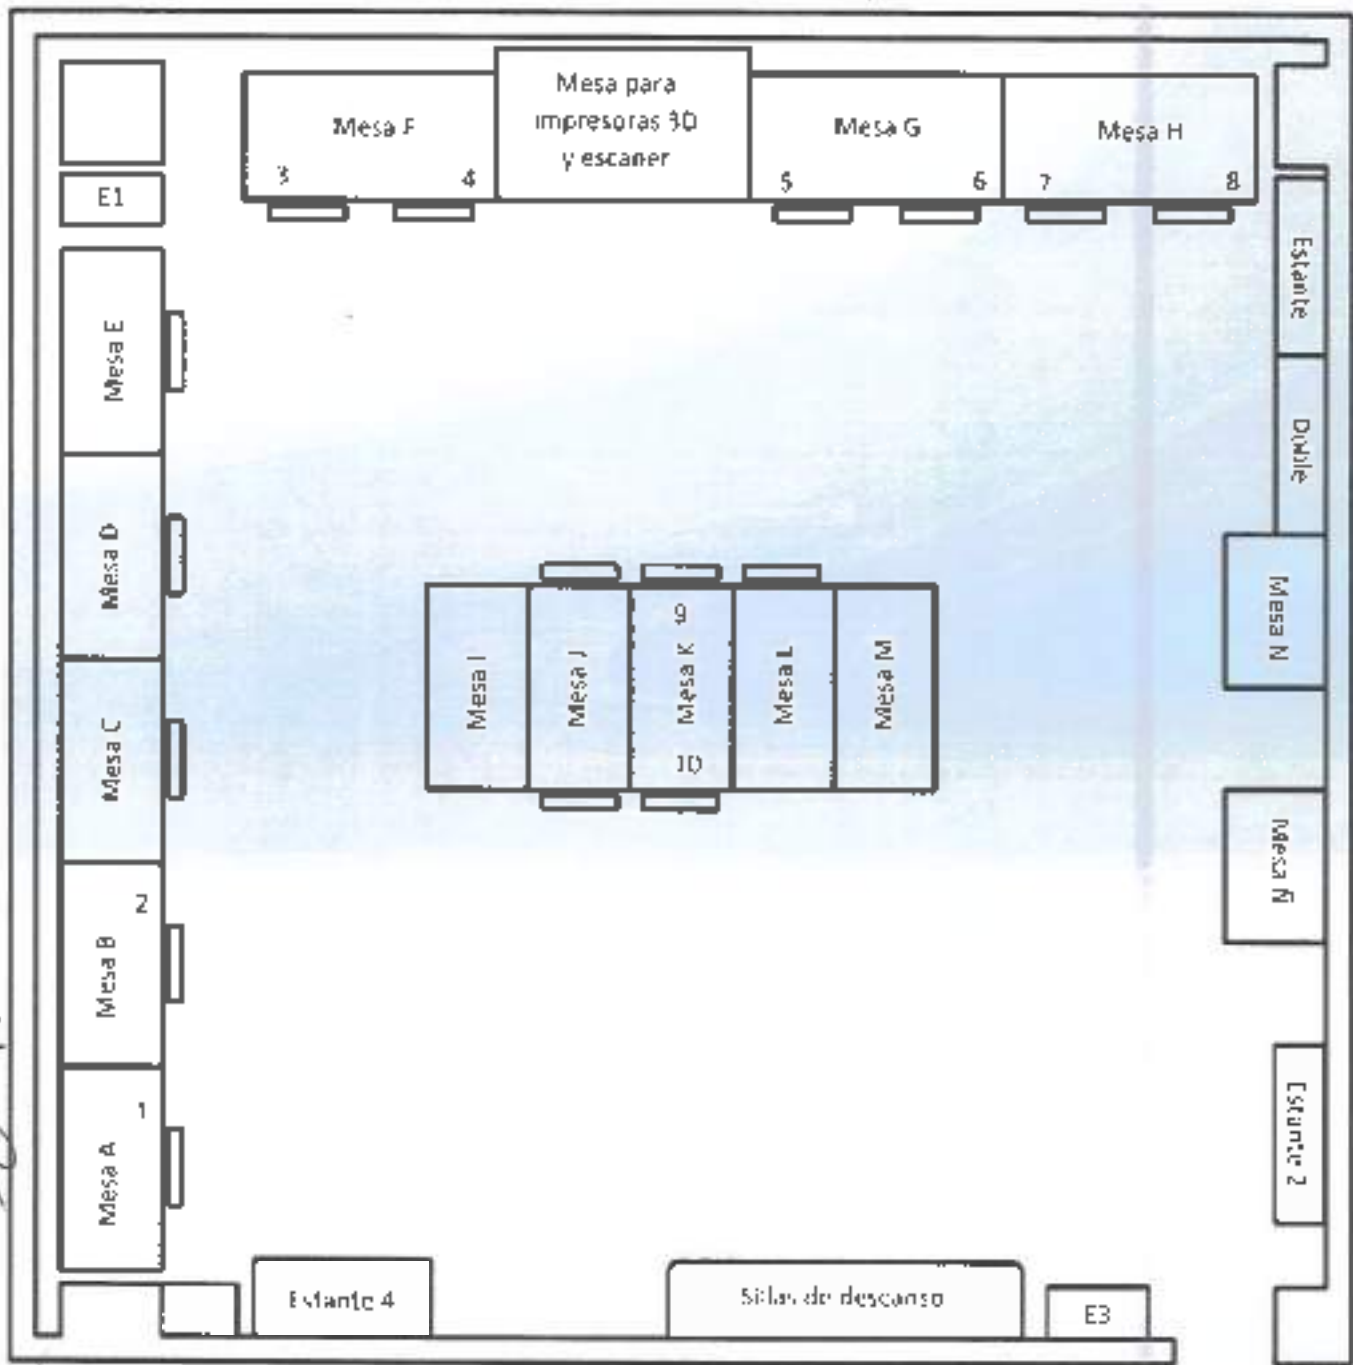 Mesa F
3 4
Mesa para
impresoras 3D
y escaner
Mesa G
5 6
Mesa H
7 8
E1
Mesa E
Mesa D
Mesa C
Mesa B
2
Mesa A
1
Mesa I
Mesa J
9
Mesa K
10
Mesa L
Mesa M
Estante
Doble
Mesa N
Mesa Ñ
Estante 2
Estante 4
Sillas de descanso
E3